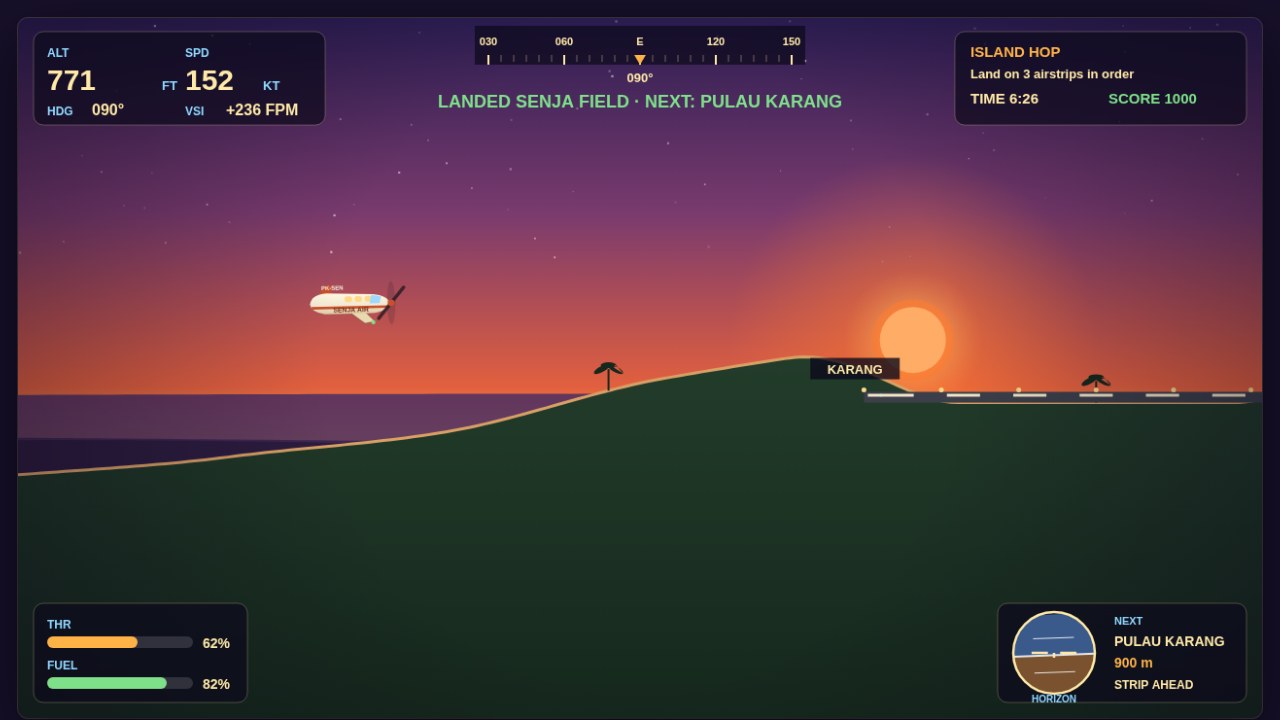 ALT SPD
771 FT 152 KT
HDG 090° VSI +236 FPM
030 060 E 120 150
090°
LANDED SENJA FIELD · NEXT: PULAU KARANG
ISLAND HOP
Land on 3 airstrips in order
TIME 6:26 SCORE 1000
PK-SEN
SENJA AIR
KARANG
THR
62%
FUEL
82%
NEXT
PULAU KARANG
900 m
STRIP AHEAD
HORIZON